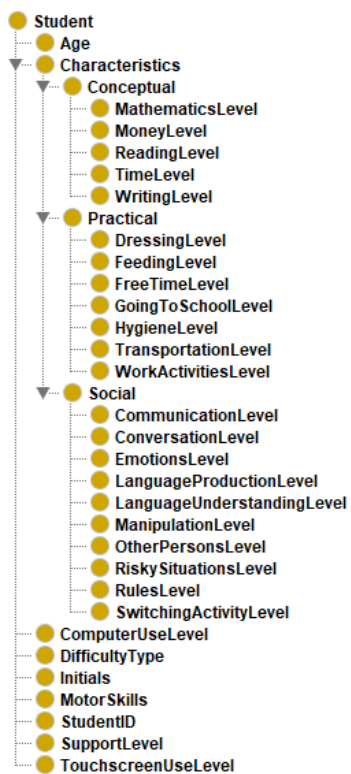 Student
Age
Characteristics
Conceptual
MathematicsLevel
MoneyLevel
ReadingLevel
TimeLevel
WritingLevel
Practical
DressingLevel
FeedingLevel
FreeTimeLevel
GoingToSchoolLevel
HygieneLevel
TransportationLevel
WorkActivitiesLevel
Social
CommunicationLevel
ConversationLevel
EmotionsLevel
LanguageProductionLevel
LanguageUnderstandingLevel
ManipulationLevel
OtherPersonsLevel
RiskySituationsLevel
RulesLevel
SwitchingActivityLevel
ComputerUseLevel
DifficultyType
Initials
MotorSkills
StudentID
SupportLevel
TouchscreenUseLevel